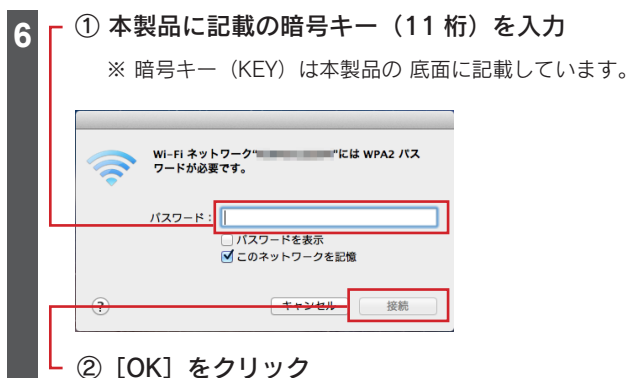 6
① 本製品に記載の暗号キー（11 桁）を入力
※ 暗号キー（KEY）は本製品の 底面に記載しています。
Wi-Fi ネットワーク“ ”には WPA2 パス
ワードが必要です。
パスワード：
パスワードを表示
このネットワークを記憶
?
キャンセル
接続
② ［OK］をクリック